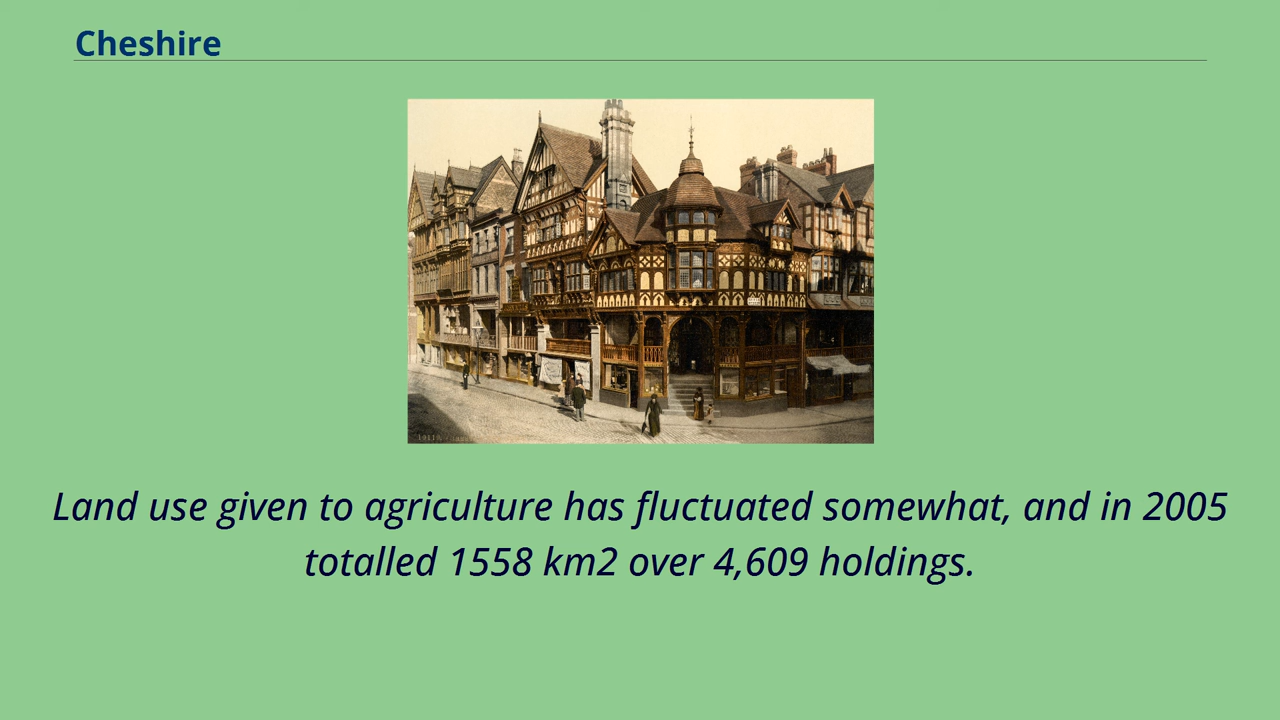 Cheshire
Land use given to agriculture has fluctuated somewhat, and in 2005
totalled 1558 km2 over 4,609 holdings.